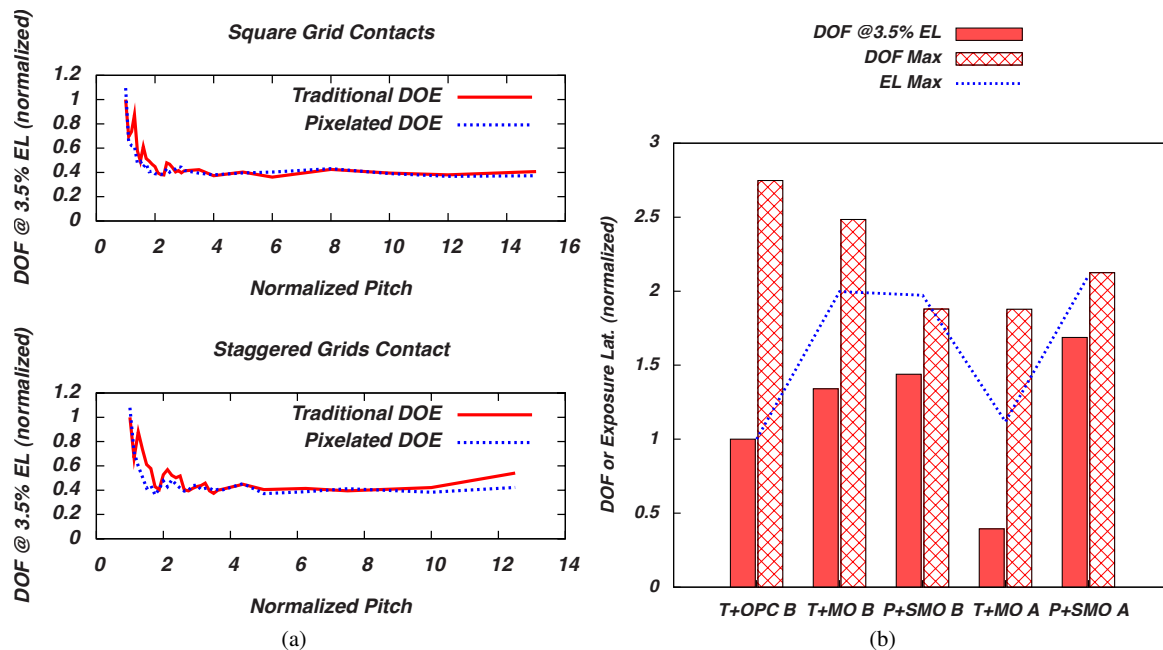 Square Grid Contacts
DOF @ 3.5% EL (normalized)
1.2
1
0.8
0.6
0.4
0.2
0
Traditional DOE
Pixelated DOE
0 2 4 6 8 10 12 14 16
Normalized Pitch
Staggered Grids Contact
DOF @ 3.5% EL (normalized)
1.2
1
0.8
0.6
0.4
0.2
0
Traditional DOE
Pixelated DOE
0 2 4 6 8 10 12 14
Normalized Pitch
(a)
DOF @3.5% EL
DOF Max
EL Max
DOF or Exposure Lat. (normalized)
3
2.5
2
1.5
1
0.5
0
T+OPC B T+MO B P+SMO B T+MO A P+SMO A
(b)